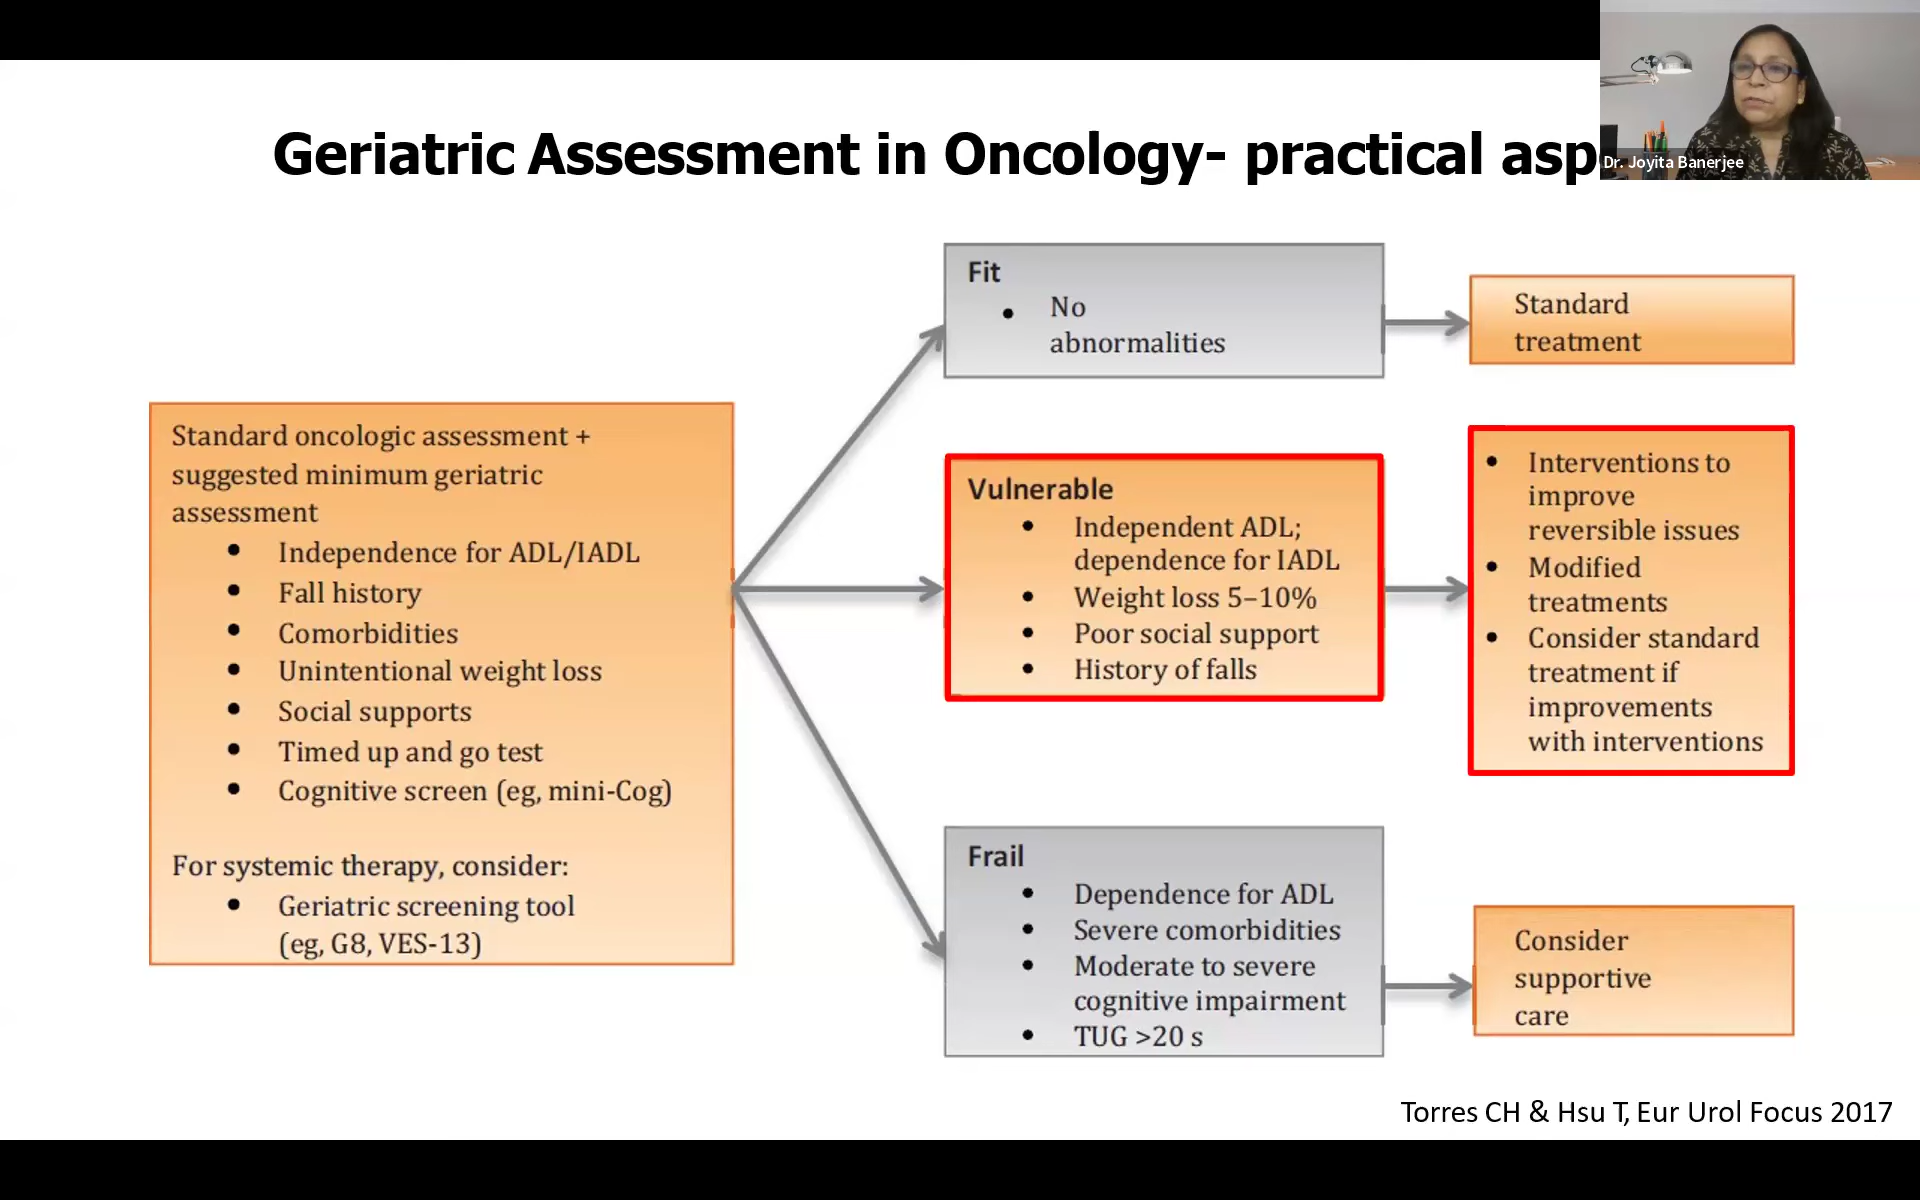 Geriatric Assessment in Oncology- practical asp
Dr. Joyita Banerjee
Standard oncologic assessment +
suggested minimum geriatric
assessment
• Independence for ADL/IADL
• Fall history
• Comorbidities
• Unintentional weight loss
• Social supports
• Timed up and go test
• Cognitive screen (eg, mini-Cog)
For systemic therapy, consider:
• Geriatric screening tool
(eg, G8, VES-13)
Fit
• No
abnormalities
Standard
treatment
Vulnerable
• Independent ADL;
dependence for IADL
• Weight loss 5–10%
• Poor social support
• History of falls
• Interventions to
improve
reversible issues
• Modified
treatments
• Consider standard
treatment if
improvements
with interventions
Frail
• Dependence for ADL
• Severe comorbidities
• Moderate to severe
cognitive impairment
• TUG >20 s
Consider
supportive
care
Torres CH & Hsu T, Eur Urol Focus 2017